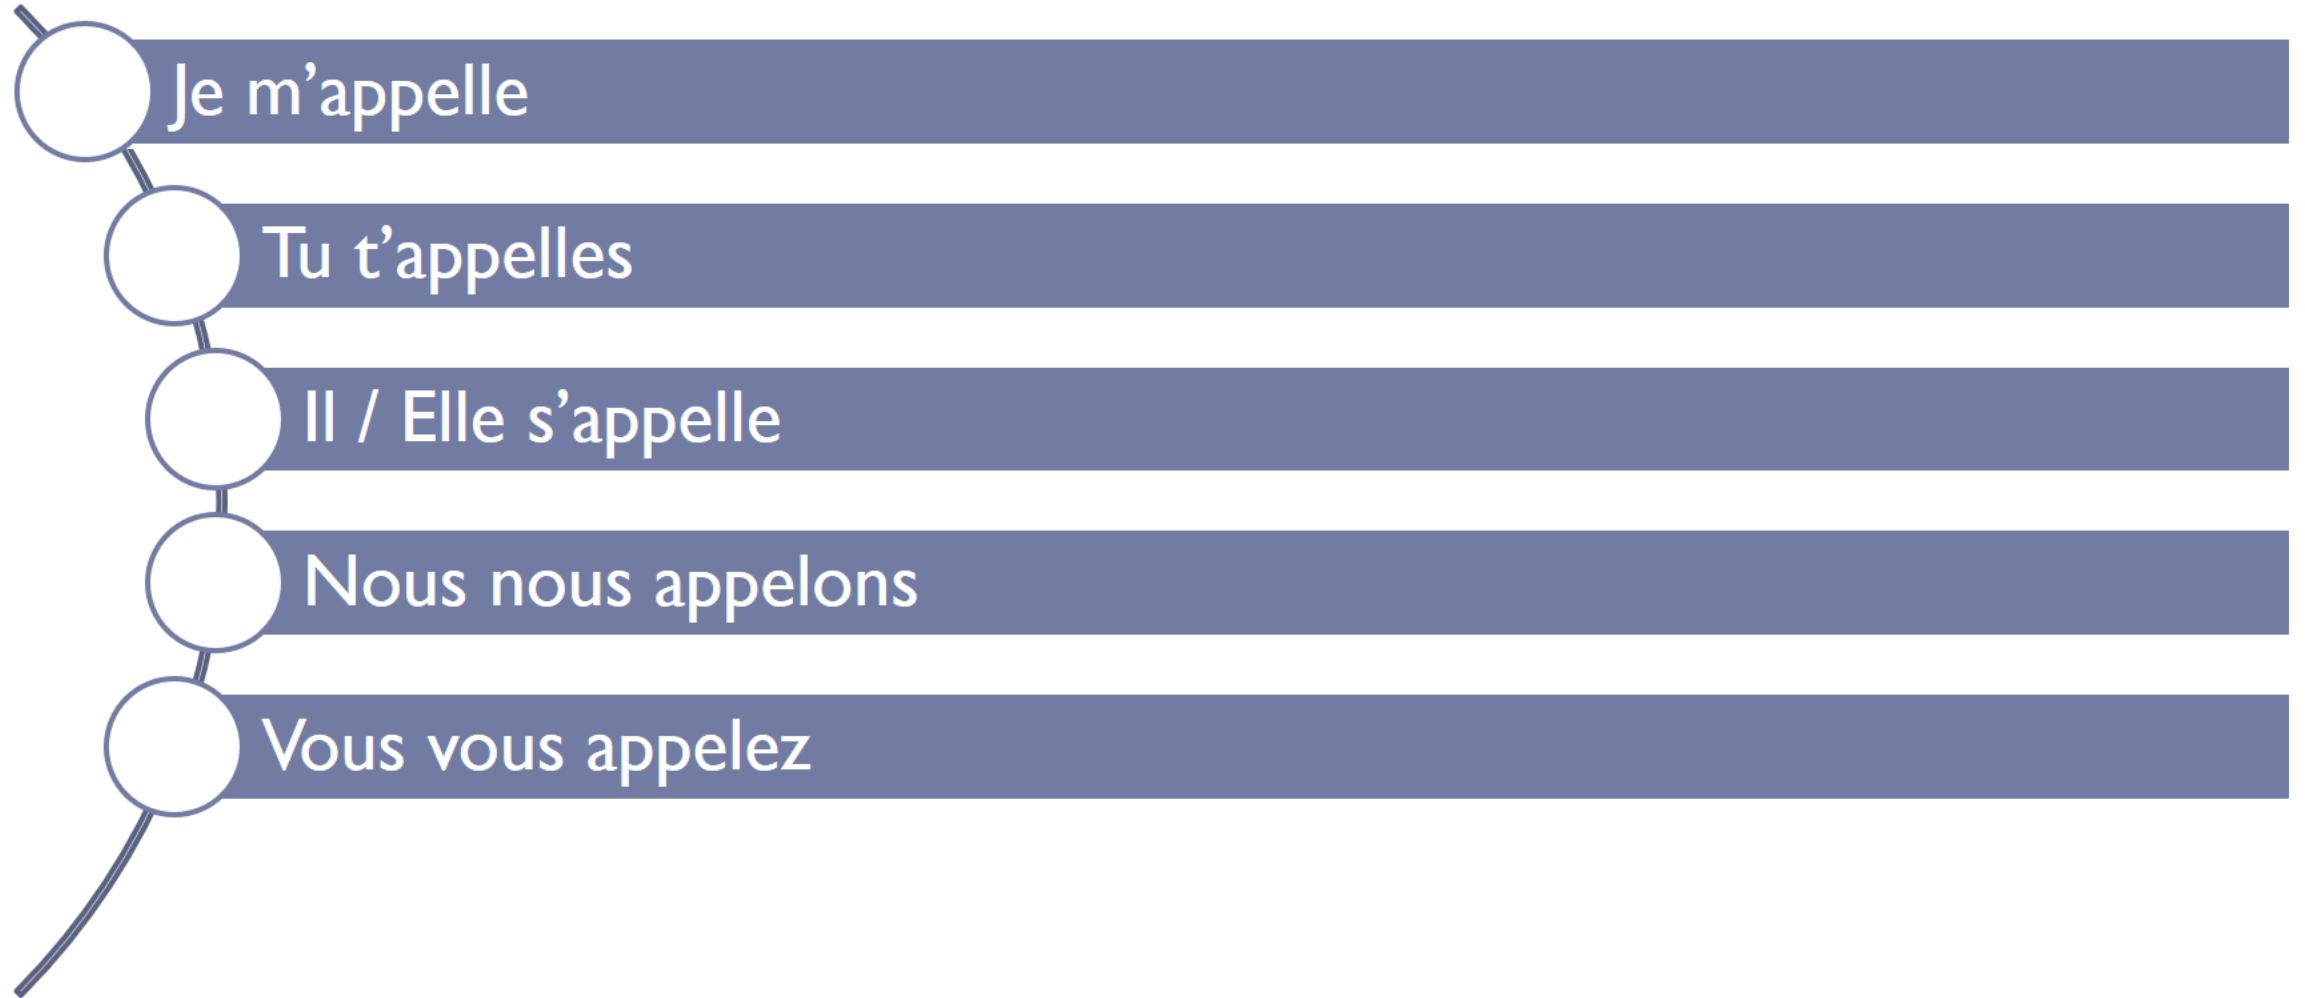 Je m’appelle
Tu t’appelles
Il / Elle s’appelle
Nous nous appelons
Vous vous appelez